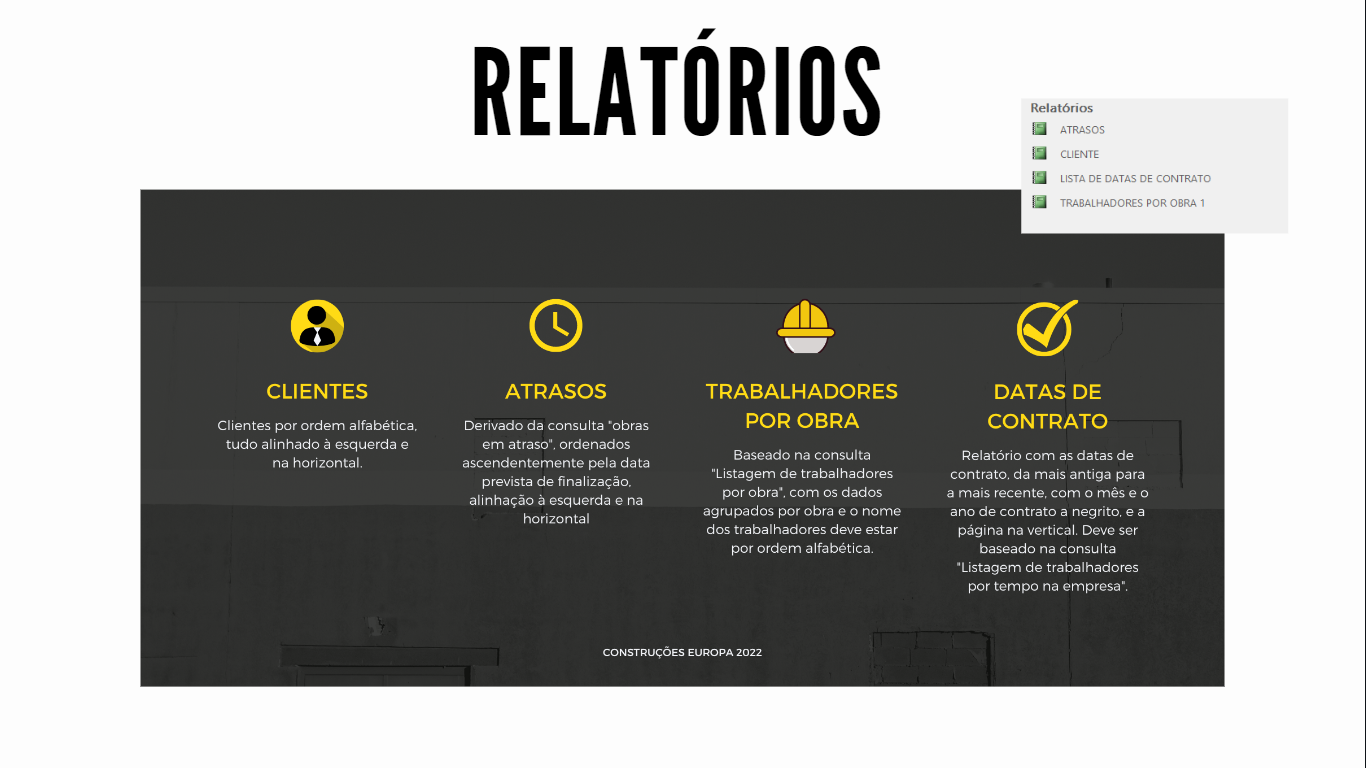 RELATÓRIOS
Relatórios
ATRASOS
CLIENTE
LISTA DE DATAS DE CONTRATO
TRABALHADORES POR OBRA 1
CLIENTES
Clientes por ordem alfabética,
tudo alinhado à esquerda e
na horizontal.
ATRASOS
Derivado da consulta "obras
em atraso", ordenados
ascendentemente pela data
prevista de finalização,
alinhação à esquerda e na
horizontal
TRABALHADORES
POR OBRA
Baseado na consulta
"Listagem de trabalhadores
por obra", com os dados
agrupados por obra e o nome
dos trabalhadores deve estar
por ordem alfabética.
DATAS DE
CONTRATO
Relatório com as datas de
contrato, da mais antiga para
a mais recente, com o mês e o
ano de contrato a negrito, e a
página na vertical. Deve ser
baseado na consulta
"Listagem de trabalhadores
por tempo na empresa".
CONSTRUÇÕES EUROPA 2022